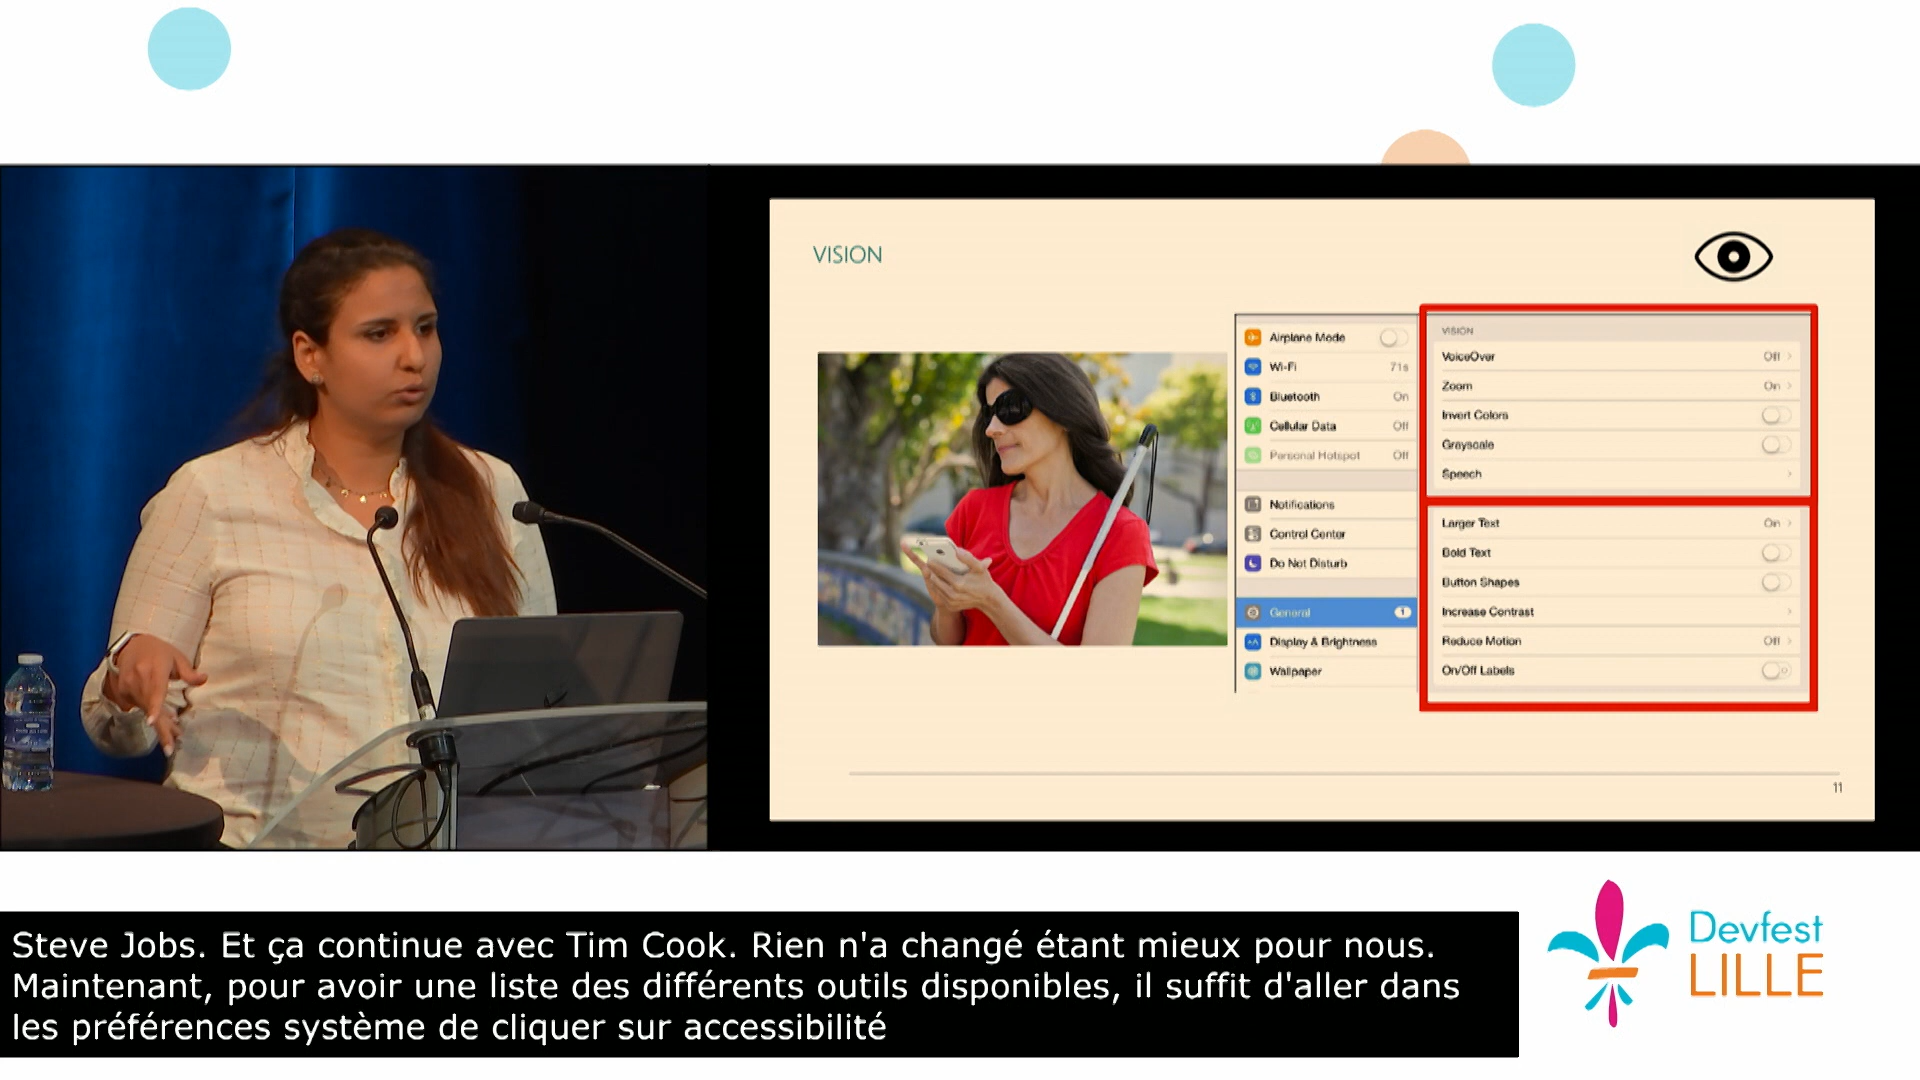 VISION
Airplane Mode
Wi-Fi 71s
Bluetooth On
Cellular Data Off
Personal Hotspot Off
Notifications
Control Center
Do Not Disturb
General 1
Display & Brightness
Wallpaper
VISION
VoiceOver Off
Zoom On
Invert Colors
Grayscale
Speech
Larger Text On
Bold Text
Button Shapes
Increase Contrast
Reduce Motion Off
On/Off Labels
11
Steve Jobs. Et ça continue avec Tim Cook. Rien n'a changé étant mieux pour nous.
Maintenant, pour avoir une liste des différents outils disponibles, il suffit d'aller dans
les préférences système de cliquer sur accessibilité
Devfest
LILLE